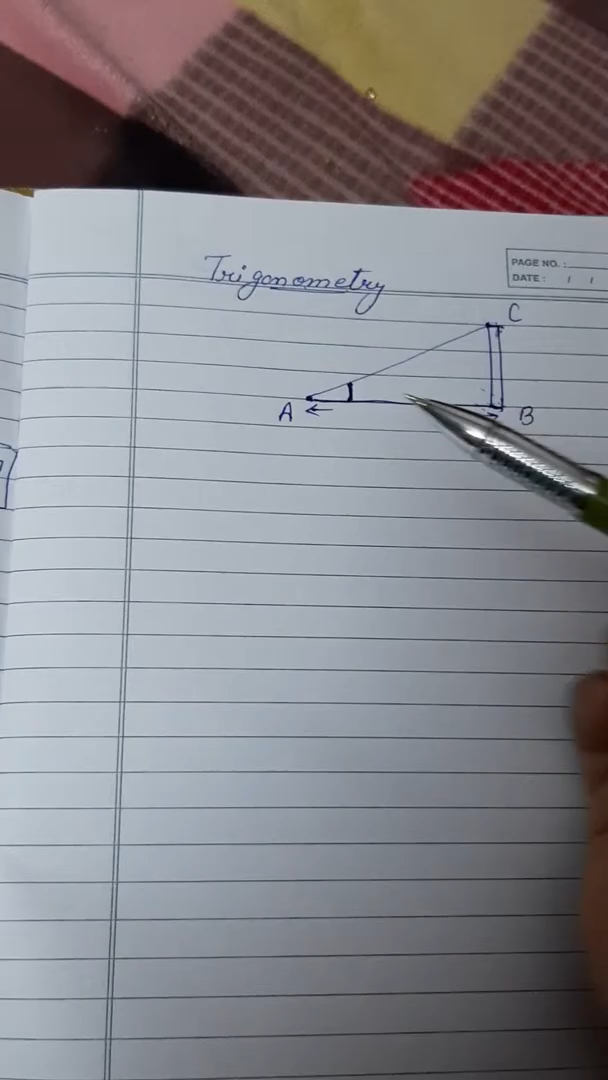 Trigonometry
PAGE NO. :
DATE : / /
C
A
B